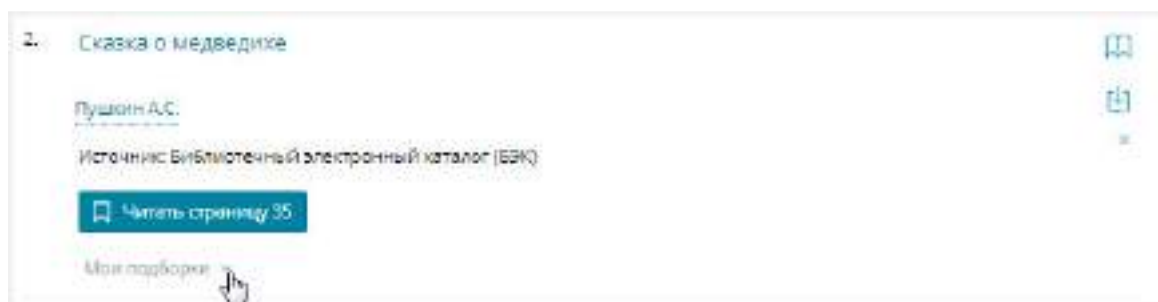 2. Сказка о медведихе
Пушкин А.С.
Источник: Библиотечный электронный каталог (БЭК)
Читать страницу 35
Мои подборки